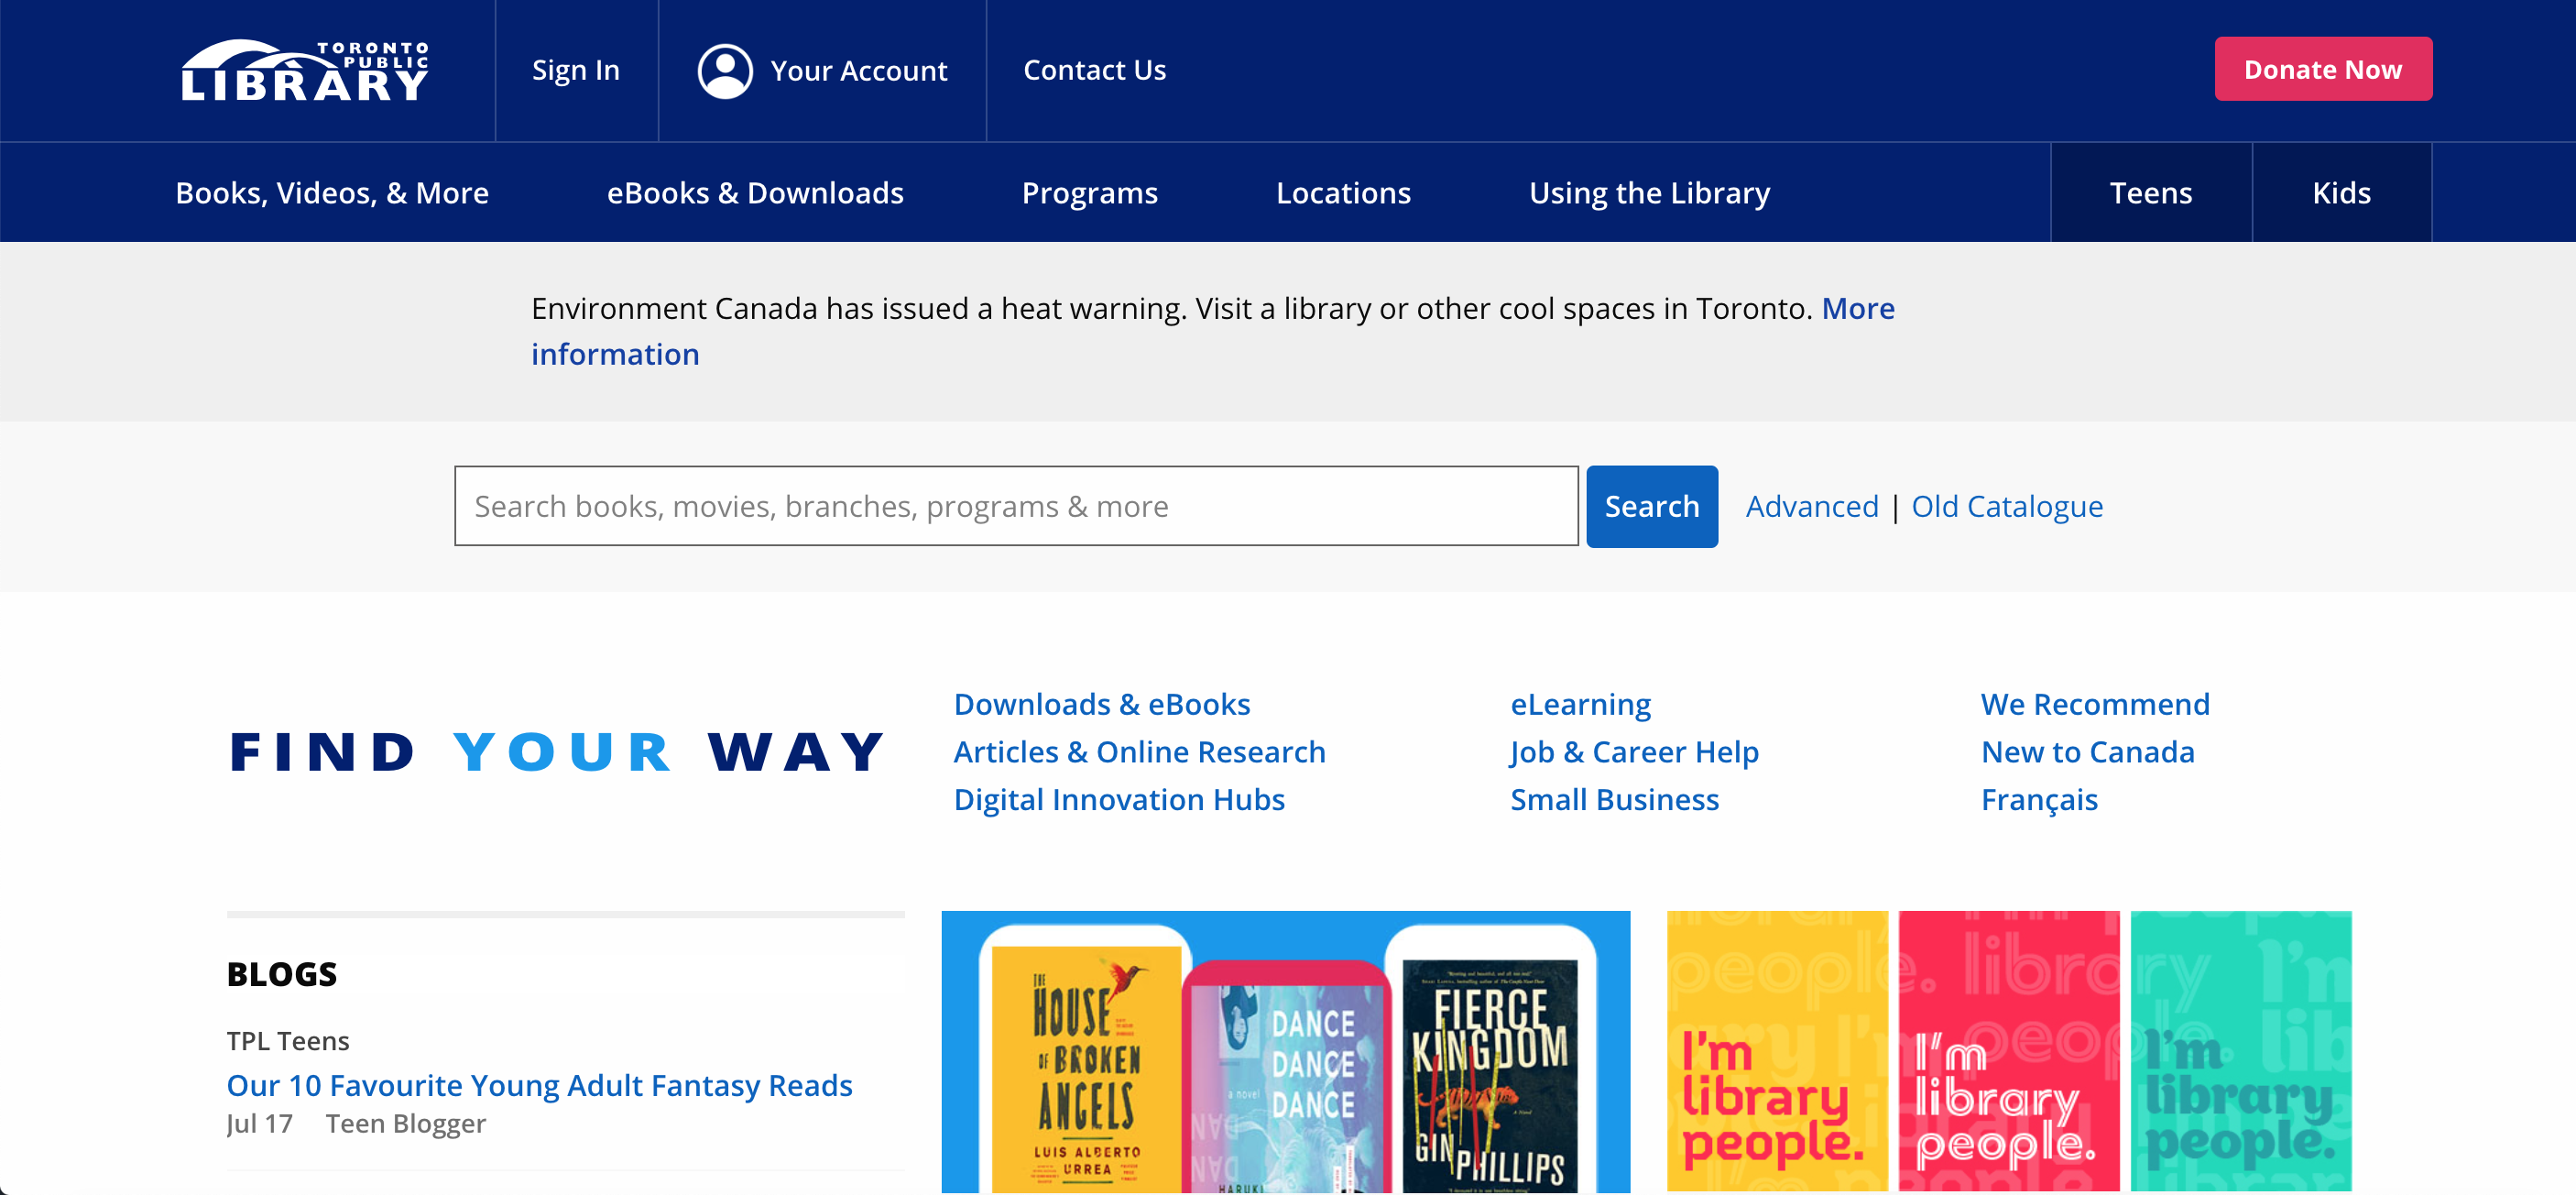 TORONTO
PUBLIC
LIBRARY
Sign In
Your Account
Contact Us
Donate Now
Books, Videos, & More
eBooks & Downloads
Programs
Locations
Using the Library
Teens
Kids
Environment Canada has issued a heat warning. Visit a library or other cool spaces in Toronto. More
information
Search books, movies, branches, programs & more
Search
Advanced | Old Catalogue
FIND YOUR WAY
Downloads & eBooks
Articles & Online Research
Digital Innovation Hubs
eLearning
Job & Career Help
Small Business
We Recommend
New to Canada
Français
BLOGS
TPL Teens
Our 10 Favourite Young Adult Fantasy Reads
Jul 17 Teen Blogger
THE
HOUSE
OF BROKEN
ANGELS
LUIS ALBERTO
URREA
DANCE
DANCE
a novel
DANCE
HARUKI
FIERCE
KINGDOM
A Novel
GIN
PHILLIPS
I'm
library
people.
I'm
library
people.
I'm
library
people.